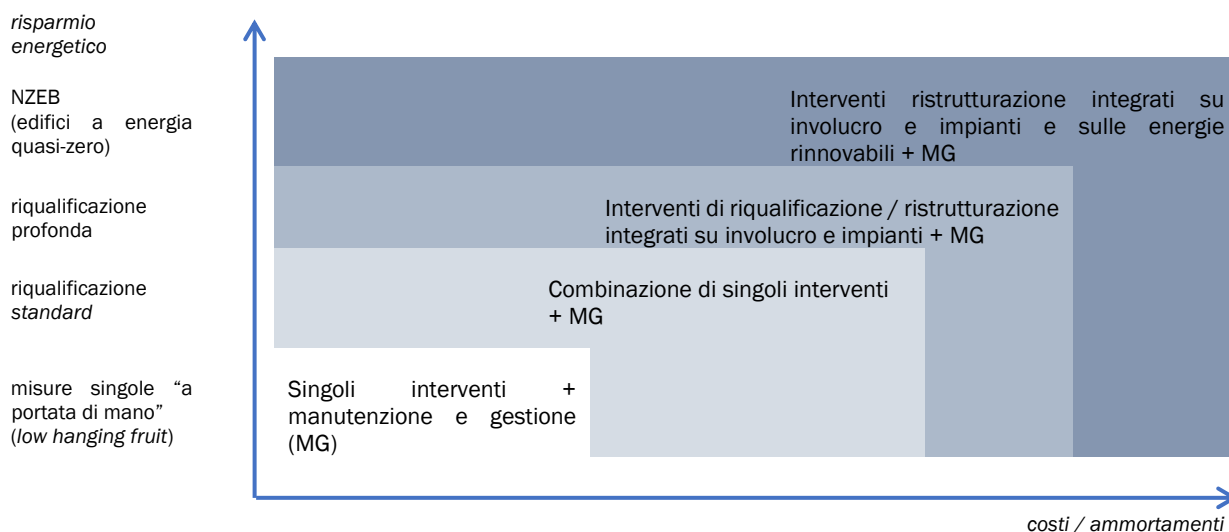 risparmio
energetico
NZEB
(edifici a energia
quasi-zero)
Interventi ristrutturazione integrati su
involucro e impianti e sulle energie
rinnovabili + MG
riqualificazione
profonda
Interventi di riqualificazione / ristrutturazione
integrati su involucro e impianti + MG
riqualificazione
standard
Combinazione di singoli interventi
+ MG
misure singole “a
portata di mano”
(low hanging fruit)
Singoli interventi +
manutenzione e gestione
(MG)
costi / ammortamenti